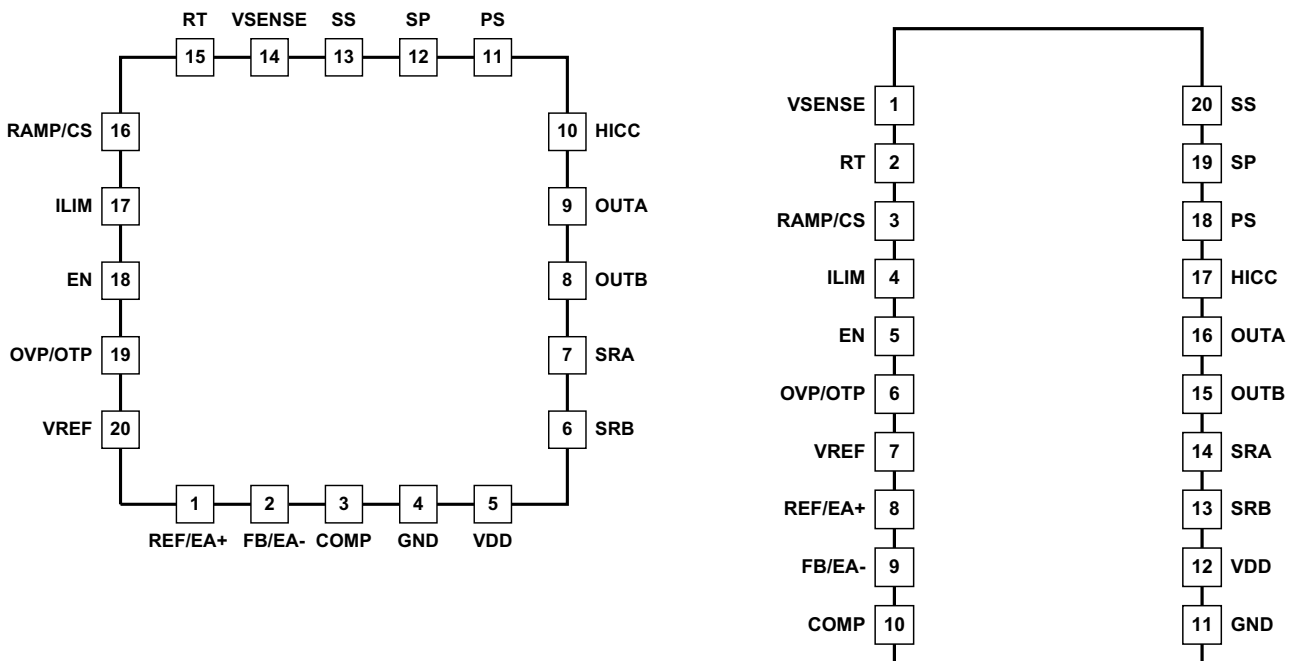 RT VSENSE SS SP PS
15 14 13 12 11
RAMP/CS 16
10 HICC
ILIM 17
9 OUTA
EN 18
8 OUTB
OVP/OTP 19
7 SRA
VREF 20
6 SRB
1 2 3 4 5
REF/EA+ FB/EA- COMP GND VDD
VSENSE 1
20 SS
RT 2
19 SP
RAMP/CS 3
18 PS
ILIM 4
17 HICC
EN 5
16 OUTA
OVP/OTP 6
15 OUTB
VREF 7
14 SRA
REF/EA+ 8
13 SRB
FB/EA- 9
12 VDD
COMP 10
11 GND